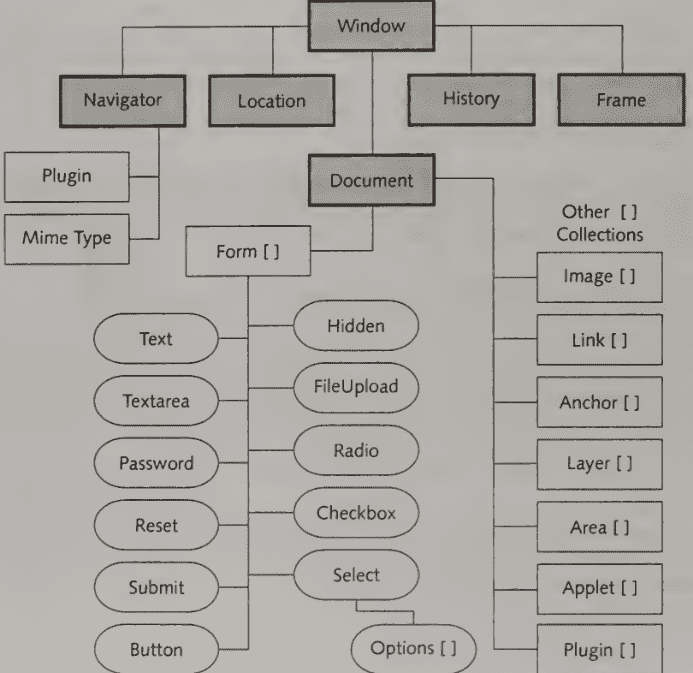 Window
Navigator
Location
History
Frame
Plugin
Document
Mime Type
Other [ ]
Collections
Form [ ]
Image [ ]
Text
Hidden
Link [ ]
Textarea
FileUpload
Anchor [ ]
Password
Radio
Layer [ ]
Reset
Checkbox
Area [ ]
Submit
Select
Applet [ ]
Button
Options [ ]
Plugin [ ]